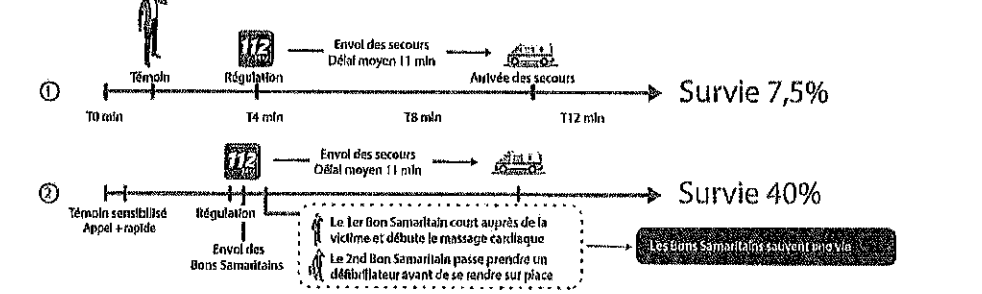 112
Envoi des secours
Délai moyen 11 min
Témoin
Régulation
Arrivée des secours
①
Survie 7,5%
T0 min
T4 min
T8 min
T12 min
112
Envoi des secours
Délai moyen 11 min
②
Survie 40%
Témoin sensibilisé
Appel + rapide
Régulation
Envoi des
Bons Samaritains
Le 1er Bon Samaritain court auprès de la
victime et débute le massage cardiaque
Le 2nd Bon Samaritain passe prendre un
défibrillateur avant de se rendre sur place
Les Bons Samaritains sauvent une vie